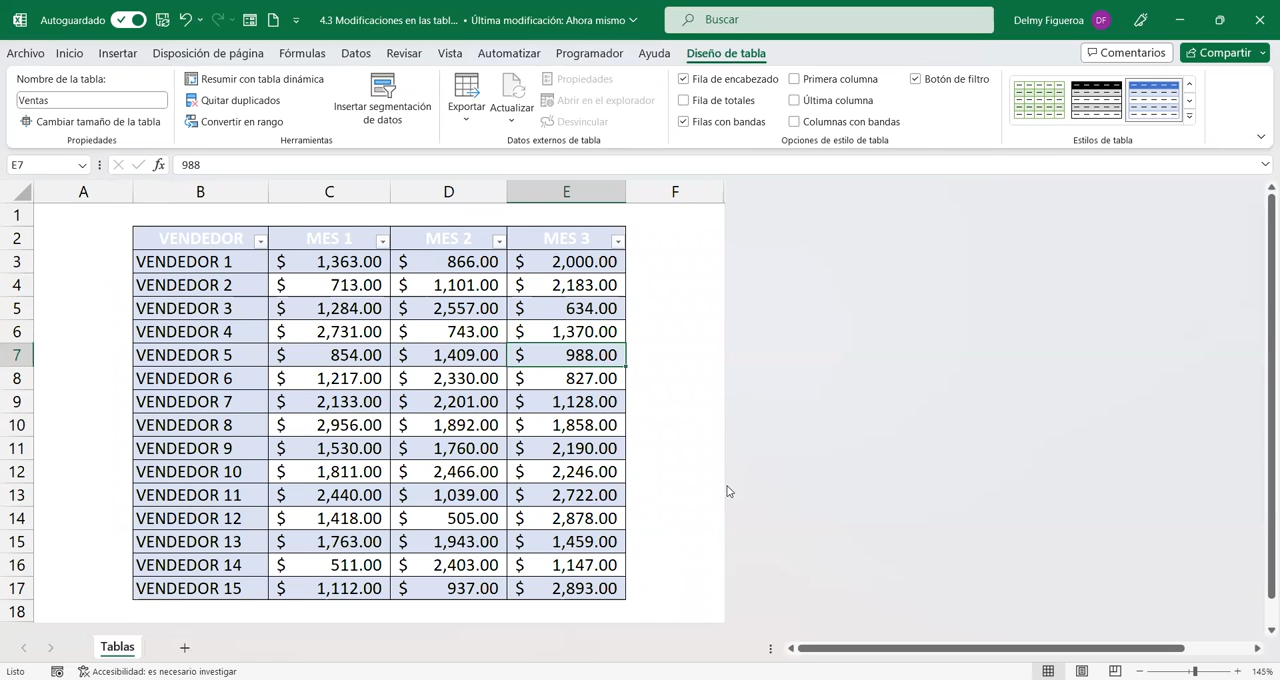 Autoguardado
4.3 Modificaciones en las tabl... • Última modificación: Ahora mismo
Buscar
Delmy Figueroa DF
Archivo Inicio Insertar Disposición de página Fórmulas Datos Revisar Vista Automatizar Programador Ayuda Diseño de tabla
Comentarios Compartir
Nombre de la tabla:
Ventas
Cambiar tamaño de la tabla
Propiedades
Resumir con tabla dinámica
Quitar duplicados
Convertir en rango
Insertar segmentación
de datos
Herramientas
Exportar Actualizar
Propiedades
Abrir en el explorador
Desvincular
Datos externos de tabla
Fila de encabezado Primera columna Botón de filtro
Fila de totales Última columna
Filas con bandas Columnas con bandas
Opciones de estilo de tabla
Estilos de tabla
E7 fx 988
A B C D E F
1
2 VENDEDOR MES 1 MES 2 MES 3
3 VENDEDOR 1 $ 1,363.00 $ 866.00 $ 2,000.00
4 VENDEDOR 2 $ 713.00 $ 1,101.00 $ 2,183.00
5 VENDEDOR 3 $ 1,284.00 $ 2,557.00 $ 634.00
6 VENDEDOR 4 $ 2,731.00 $ 743.00 $ 1,370.00
7 VENDEDOR 5 $ 854.00 $ 1,409.00 $ 988.00
8 VENDEDOR 6 $ 1,217.00 $ 2,330.00 $ 827.00
9 VENDEDOR 7 $ 2,133.00 $ 2,201.00 $ 1,128.00
10 VENDEDOR 8 $ 2,956.00 $ 1,892.00 $ 1,858.00
11 VENDEDOR 9 $ 1,530.00 $ 1,760.00 $ 2,190.00
12 VENDEDOR 10 $ 1,811.00 $ 2,466.00 $ 2,246.00
13 VENDEDOR 11 $ 2,440.00 $ 1,039.00 $ 2,722.00
14 VENDEDOR 12 $ 1,418.00 $ 505.00 $ 2,878.00
15 VENDEDOR 13 $ 1,763.00 $ 1,943.00 $ 1,459.00
16 VENDEDOR 14 $ 511.00 $ 2,403.00 $ 1,147.00
17 VENDEDOR 15 $ 1,112.00 $ 937.00 $ 2,893.00
18
Tablas
Listo Accesibilidad: es necesario investigar 145%